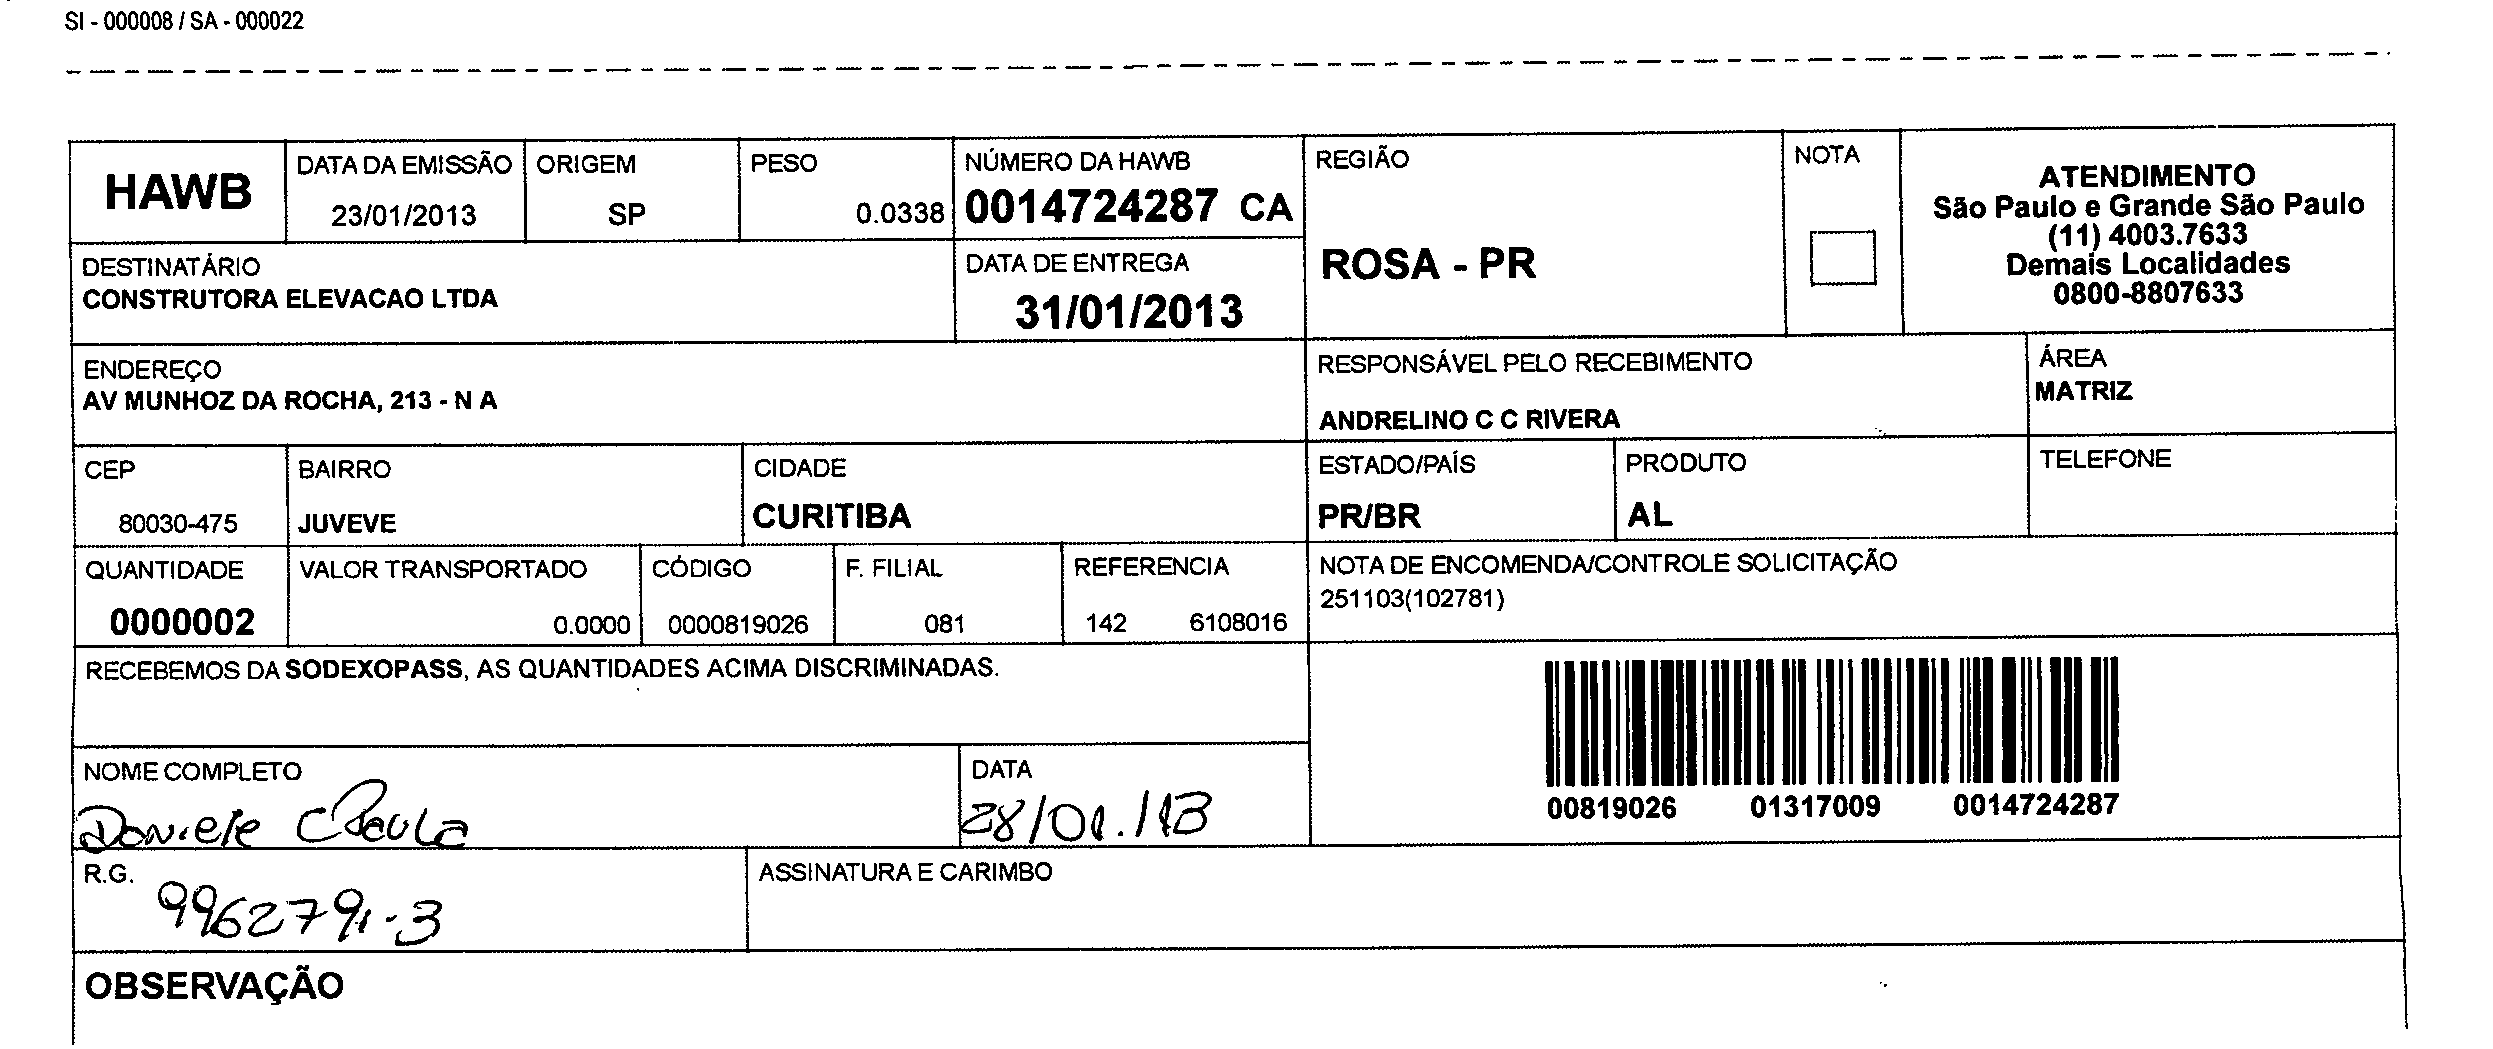 SI - 000008 / SA - 000022
HAWB
DATA DA EMISSÃO
23/01/2013
ORIGEM
SP
PESO
0.0338
NÚMERO DA HAWB
0014724287 CA
REGIÃO
ROSA - PR
NOTA
ATENDIMENTO
São Paulo e Grande São Paulo
(11) 4003.7633
Demais Localidades
0800-8807633
DESTINATÁRIO
CONSTRUTORA ELEVACAO LTDA
DATA DE ENTREGA
31/01/2013
ENDEREÇO
AV MUNHOZ DA ROCHA, 213 - N A
RESPONSÁVEL PELO RECEBIMENTO
ANDRELINO C C RIVERA
ÁREA
MATRIZ
CEP
80030-475
BAIRRO
JUVEVE
CIDADE
CURITIBA
ESTADO/PAÍS
PR/BR
PRODUTO
AL
TELEFONE
QUANTIDADE
0000002
VALOR TRANSPORTADO
0.0000
CÓDIGO
0000819026
F. FILIAL
081
REFERENCIA
142 6108016
NOTA DE ENCOMENDA/CONTROLE SOLICITAÇÃO
251103(102781)
RECEBEMOS DA SODEXOPASS, AS QUANTIDADES ACIMA DISCRIMINADAS.
00819026 01317009 0014724287
NOME COMPLETO
Daniele Paula
DATA
28/01/13
R.G.
9962791-3
ASSINATURA E CARIMBO
OBSERVAÇÃO